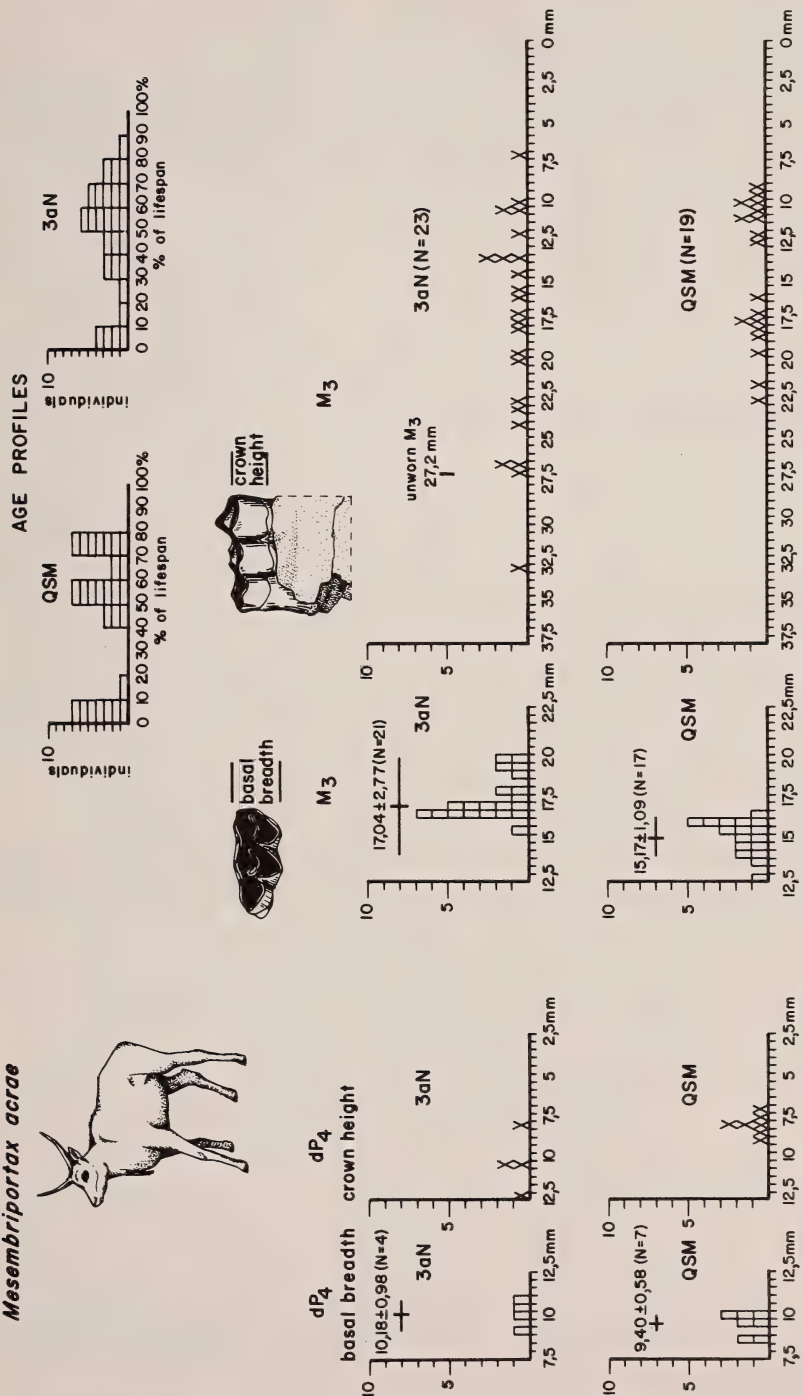 Mesembriportax acrae
AGE PROFILES
QSM
individuals
10
0 10 20 30 40 50 60 70 80 90 100%
% of lifespan
3aN
individuals
10
0 10 20 30 40 50 60 70 80 90 100%
% of lifespan
basal
breadth
M3
crown
height
M3
dP4
basal breadth
10,18±0,98 (N=4)
3aN
10
5
7,5 10 12,5mm
dP4
crown height
3aN
5
12,5 10 7,5 5 2,5mm
17,04±2,77 (N=21)
3aN
10
5
12,5 15 17,5 20 22,5mm
unworn M3
27,2 mm
3aN (N=23)
10
5
37,5 35 32,5 30 27,5 25 22,5 20 17,5 15 12,5 10 7,5 5 2,5 0mm
9,40±0,58 (N=7)
QSM
10
5
7,5 10 12,5mm
QSM
10
5
12,5 10 7,5 5 2,5mm
15,17±1,09 (N=17)
QSM
10
5
12,5 15 17,5 20 22,5mm
QSM (N=19)
10
5
37,5 35 32,5 30 27,5 25 22,5 20 17,5 15 12,5 10 7,5 5 2,5 0mm